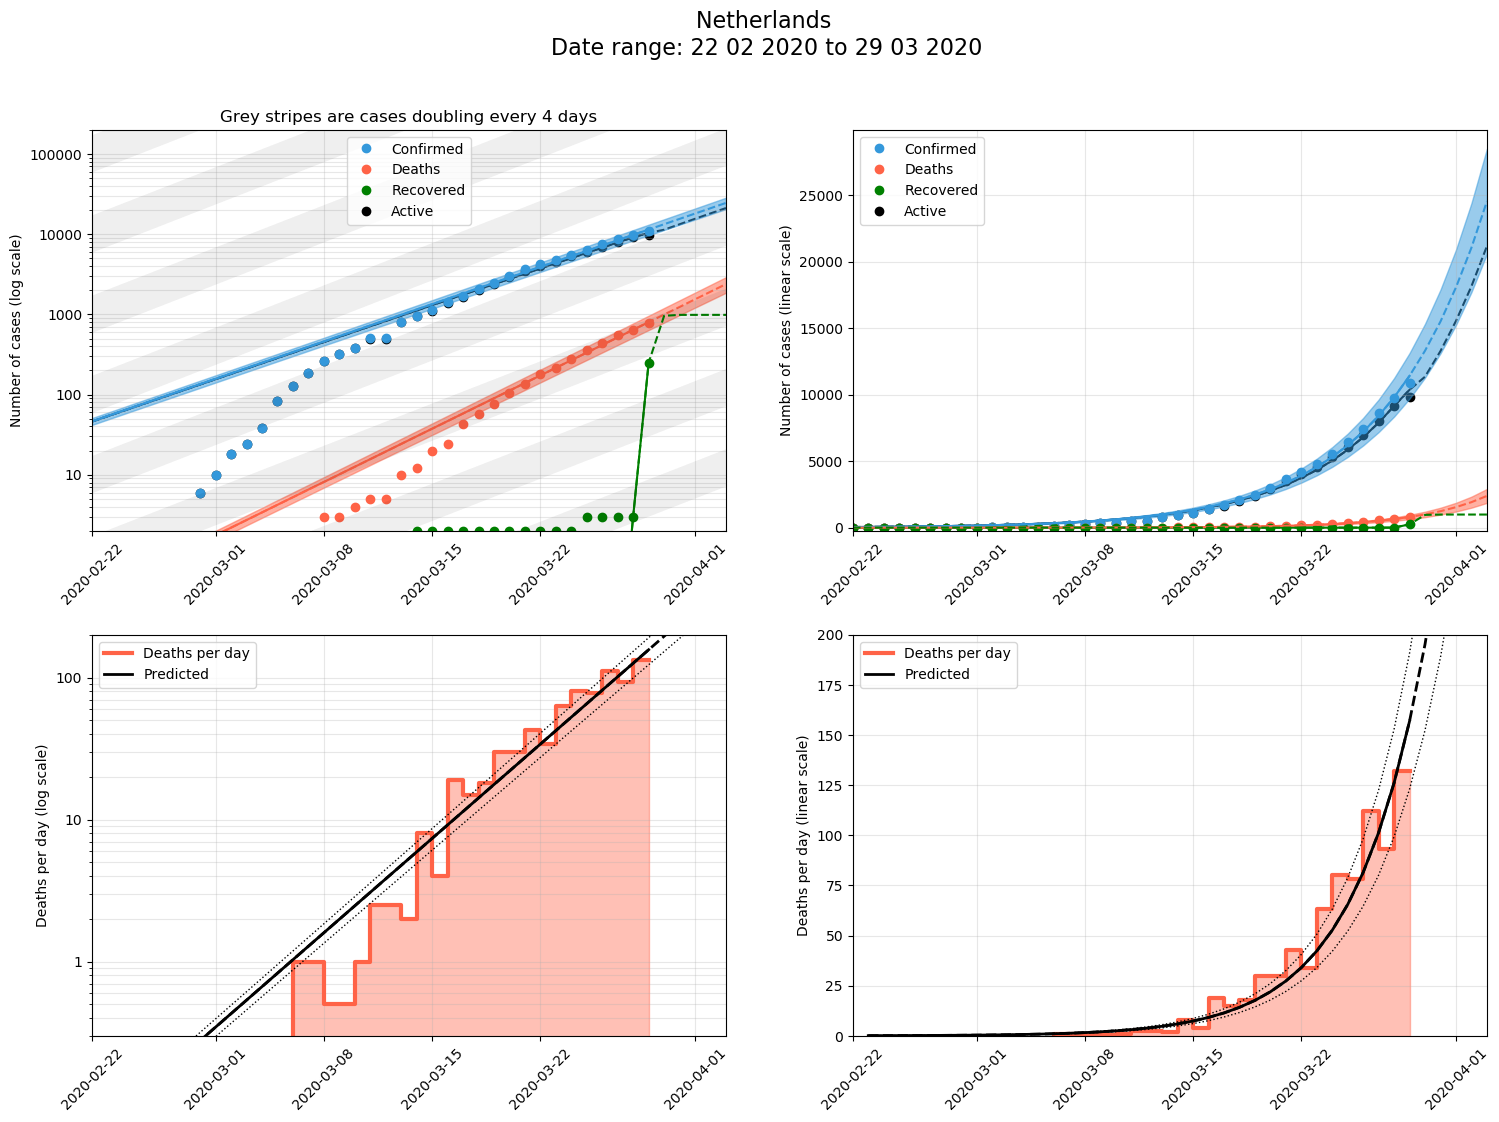 Netherlands
Date range: 22 02 2020 to 29 03 2020
Grey stripes are cases doubling every 4 days
Number of cases (log scale)
100000
10000
1000
100
10
Confirmed
Deaths
Recovered
Active
2020-02-22
2020-03-01
2020-03-08
2020-03-15
2020-03-22
2020-04-01
Number of cases (linear scale)
25000
20000
15000
10000
5000
0
Confirmed
Deaths
Recovered
Active
2020-02-22
2020-03-01
2020-03-08
2020-03-15
2020-03-22
2020-04-01
Deaths per day (log scale)
100
10
1
Deaths per day
Predicted
2020-02-22
2020-03-01
2020-03-08
2020-03-15
2020-03-22
2020-04-01
Deaths per day (linear scale)
200
175
150
125
100
75
50
25
0
Deaths per day
Predicted
2020-02-22
2020-03-01
2020-03-08
2020-03-15
2020-03-22
2020-04-01